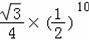 √3/4 × (1/2)^10